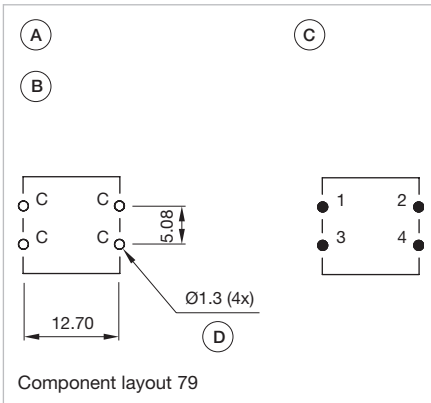 A
C
B
C C
1 2
C C
5.08
3 4
Ø1.3 (4x)
12.70
D
Component layout 79